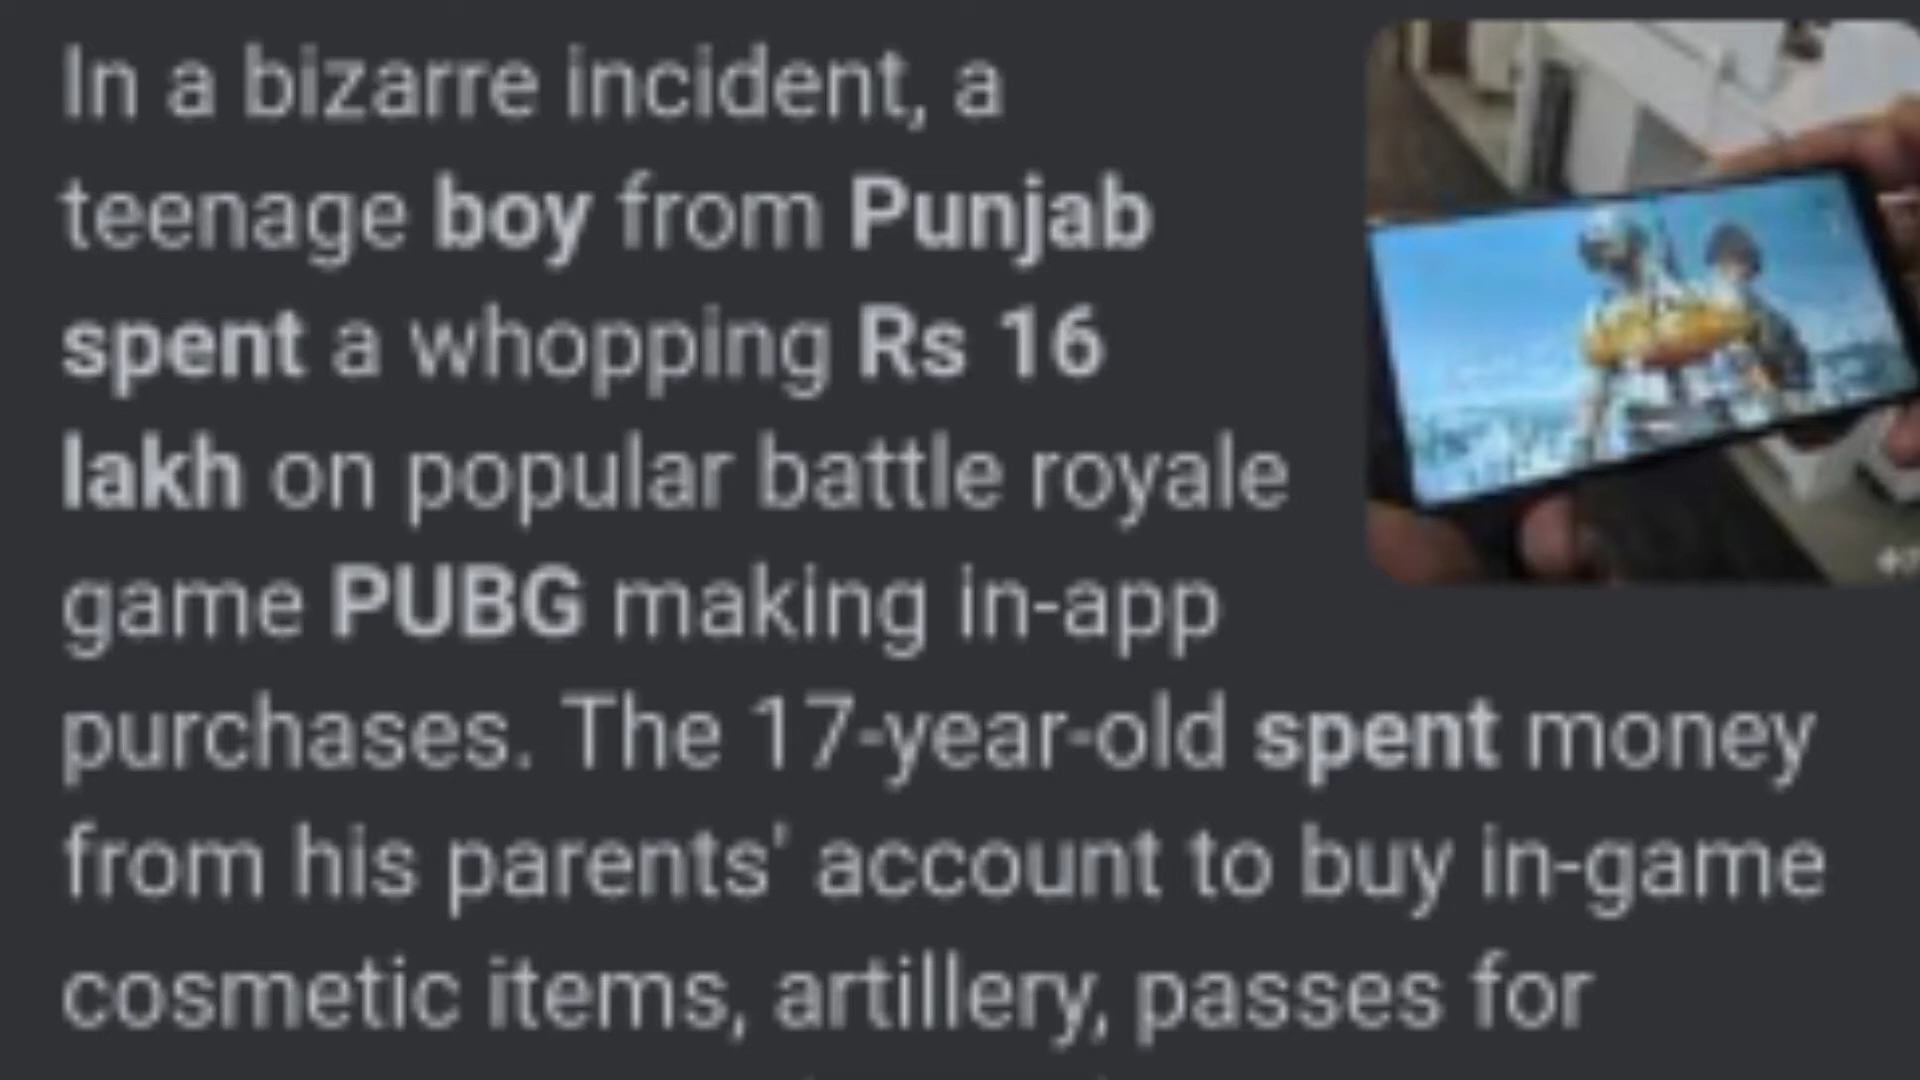 In a bizarre incident, a
teenage boy from Punjab
spent a whopping Rs 16
lakh on popular battle royale
game PUBG making in-app
purchases. The 17-year-old spent money
from his parents' account to buy in-game
cosmetic items, artillery, passes for